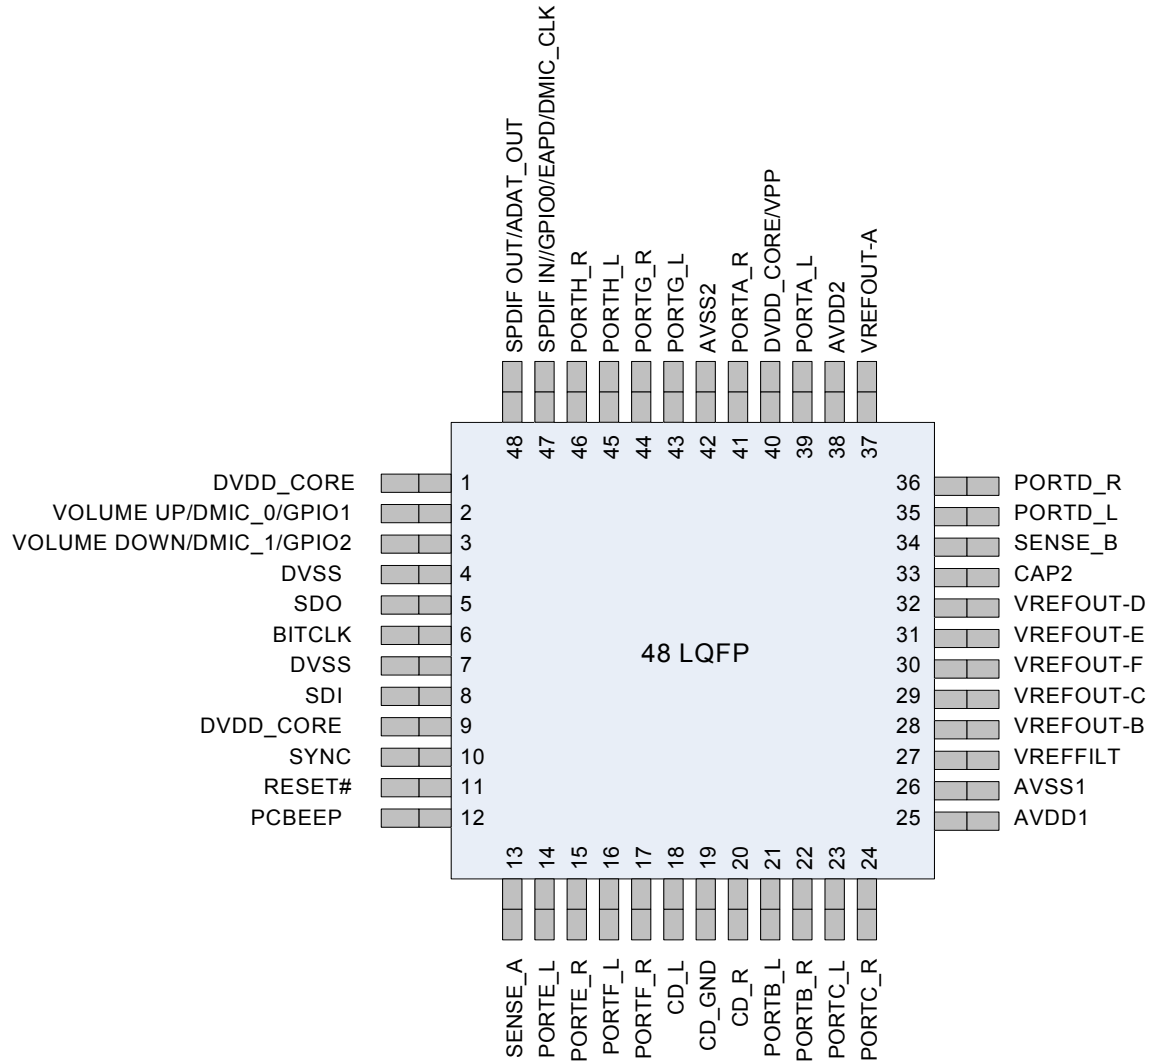 SPDIF OUT/ADAT_OUT
SPDIF IN//GPIO0/EAPD/DMIC_CLK
PORTH_R
PORTH_L
PORTG_R
PORTG_L
AVSS2
PORTA_R
DVDD_CORE/VPP
PORTA_L
AVDD2
VREFOUT-A
48
47
46
45
44
43
42
41
40
39
38
37
DVDD_CORE 1
VOLUME UP/DMIC_0/GPIO1 2
VOLUME DOWN/DMIC_1/GPIO2 3
DVSS 4
SDO 5
BITCLK 6
DVSS 7
SDI 8
DVDD_CORE 9
SYNC 10
RESET# 11
PCBEEP 12
48 LQFP
36 PORTD_R
35 PORTD_L
34 SENSE_B
33 CAP2
32 VREFOUT-D
31 VREFOUT-E
30 VREFOUT-F
29 VREFOUT-C
28 VREFOUT-B
27 VREFFILT
26 AVSS1
25 AVDD1
13
14
15
16
17
18
19
20
21
22
23
24
SENSE_A
PORTE_L
PORTE_R
PORTF_L
PORTF_R
CD_L
CD_GND
CD_R
PORTB_L
PORTB_R
PORTC_L
PORTC_R